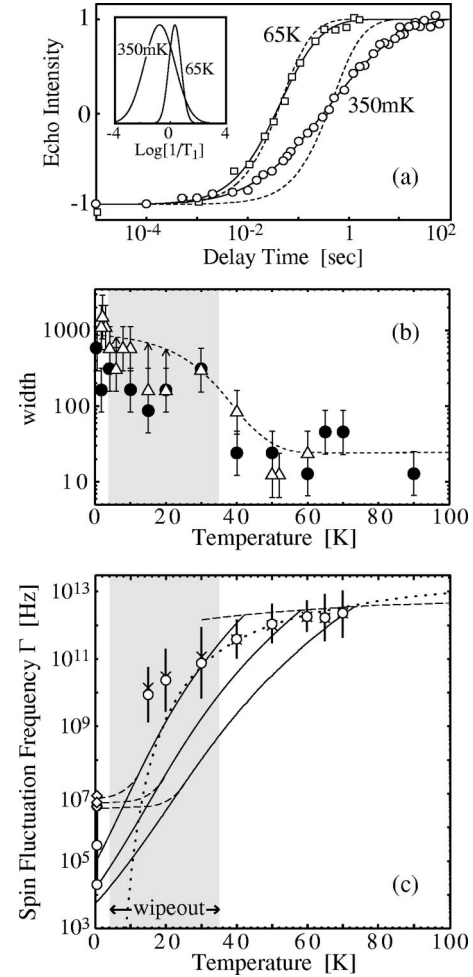 1
0
-1
Echo Intensity
350mK
65K
-4 0 4
Log[1/T₁]
65K
350mK
(a)
10⁻⁴ 10⁻² 1 10²
Delay Time [sec]
1000
100
10
width
(b)
0 20 40 60 80 100
Temperature [K]
10¹³
10¹¹
10⁹
10⁷
10⁵
10³
Spin Fluctuation Frequency Γ [Hz]
wipeout
(c)
0 20 40 60 80 100
Temperature [K]